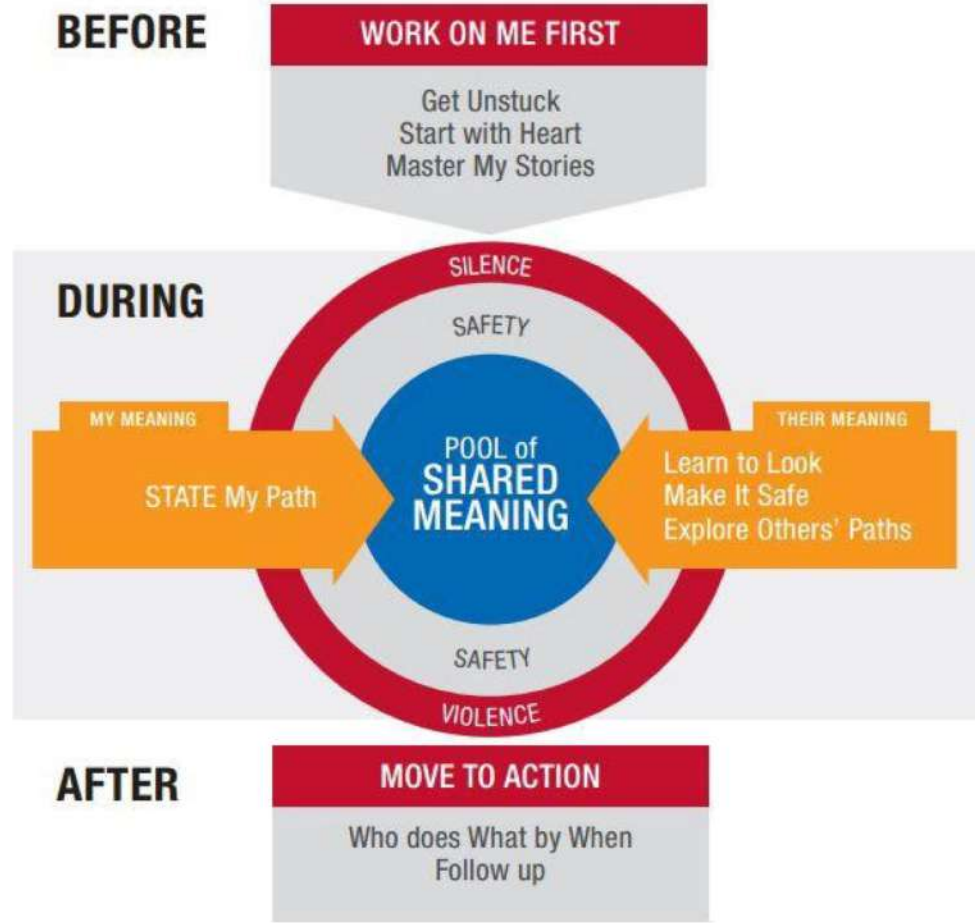 BEFORE
WORK ON ME FIRST
Get Unstuck
Start with Heart
Master My Stories
DURING
SILENCE
SAFETY
MY MEANING
STATE My Path
POOL of
SHARED
MEANING
THEIR MEANING
Learn to Look
Make It Safe
Explore Others' Paths
SAFETY
VIOLENCE
AFTER
MOVE TO ACTION
Who does What by When
Follow up